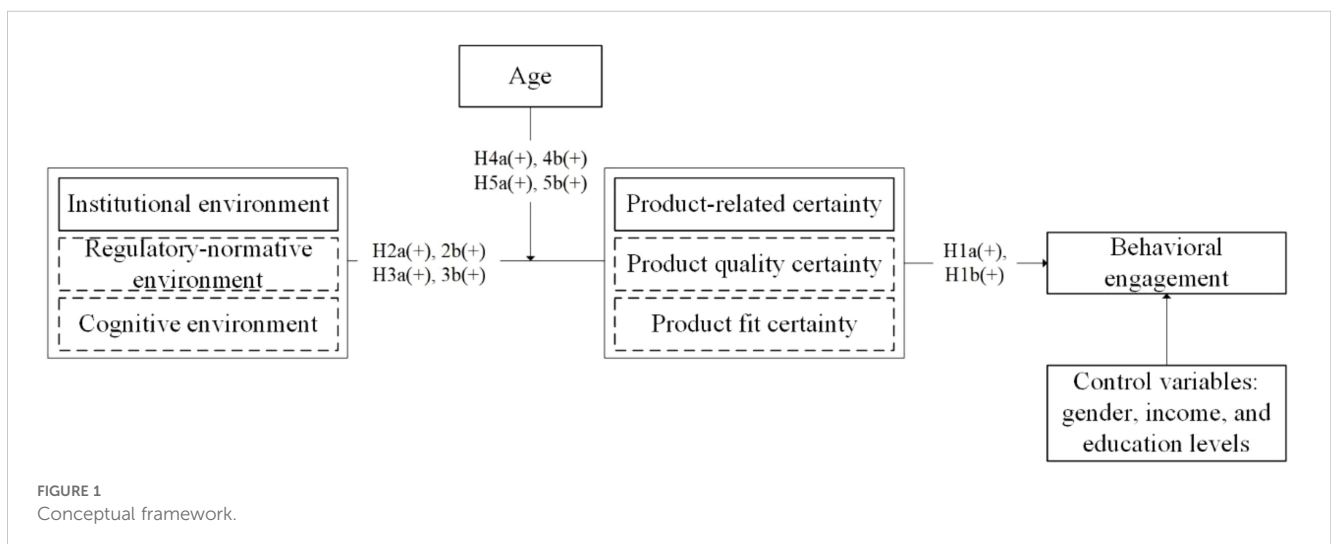 Age
H4a(+), 4b(+)
H5a(+), 5b(+)
Institutional environment
Regulatory-normative
environment
Cognitive environment
H2a(+), 2b(+)
H3a(+), 3b(+)
Product-related certainty
Product quality certainty
Product fit certainty
H1a(+),
H1b(+)
Behavioral
engagement
Control variables:
gender, income, and
education levels
FIGURE 1
Conceptual framework.